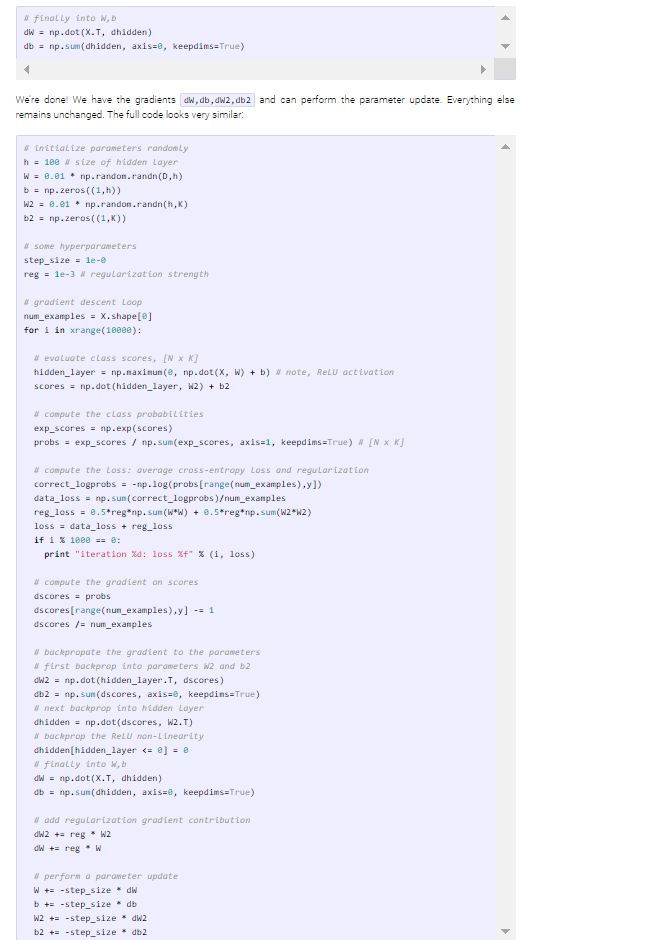 # finally into W,b
dW = np.dot(X.T, dhidden)
db = np.sum(dhidden, axis=0, keepdims=True)
We're done! We have the gradients dW,db,dW2,db2 and can perform the parameter update. Everything else
remains unchanged. The full code looks very similar:
# initialize parameters randomly
h = 100 # size of hidden layer
W = 0.01 * np.random.randn(D,h)
b = np.zeros((1,h))
W2 = 0.01 * np.random.randn(h,K)
b2 = np.zeros((1,K))
# some hyperparameters
step_size = 1e-0
reg = 1e-3 # regularization strength
# gradient descent loop
num_examples = X.shape[0]
for i in xrange(10000):
# evaluate class scores, [N x K]
hidden_layer = np.maximum(0, np.dot(X, W) + b) # note, ReLU activation
scores = np.dot(hidden_layer, W2) + b2
# compute the class probabilities
exp_scores = np.exp(scores)
probs = exp_scores / np.sum(exp_scores, axis=1, keepdims=True) # [N x K]
# compute the loss: average cross-entropy loss and regularization
correct_logprobs = -np.log(probs[range(num_examples),y])
data_loss = np.sum(correct_logprobs)/num_examples
reg_loss = 0.5*reg*np.sum(W*W) + 0.5*reg*np.sum(W2*W2)
loss = data_loss + reg_loss
if i % 1000 == 0:
print "iteration %d: loss %f" % (i, loss)
# compute the gradient on scores
dscores = probs
dscores[range(num_examples),y] -= 1
dscores /= num_examples
# backpropate the gradient to the parameters
# first backprop into parameters W2 and b2
dW2 = np.dot(hidden_layer.T, dscores)
db2 = np.sum(dscores, axis=0, keepdims=True)
# next backprop into hidden layer
dhidden = np.dot(dscores, W2.T)
# backprop the ReLU non-linearity
dhidden[hidden_layer <= 0] = 0
# finally into W,b
dW = np.dot(X.T, dhidden)
db = np.sum(dhidden, axis=0, keepdims=True)
# add regularization gradient contribution
dW2 += reg * W2
dW += reg * W
# perform a parameter update
W += -step_size * dW
b += -step_size * db
W2 += -step_size * dW2
b2 += -step_size * db2